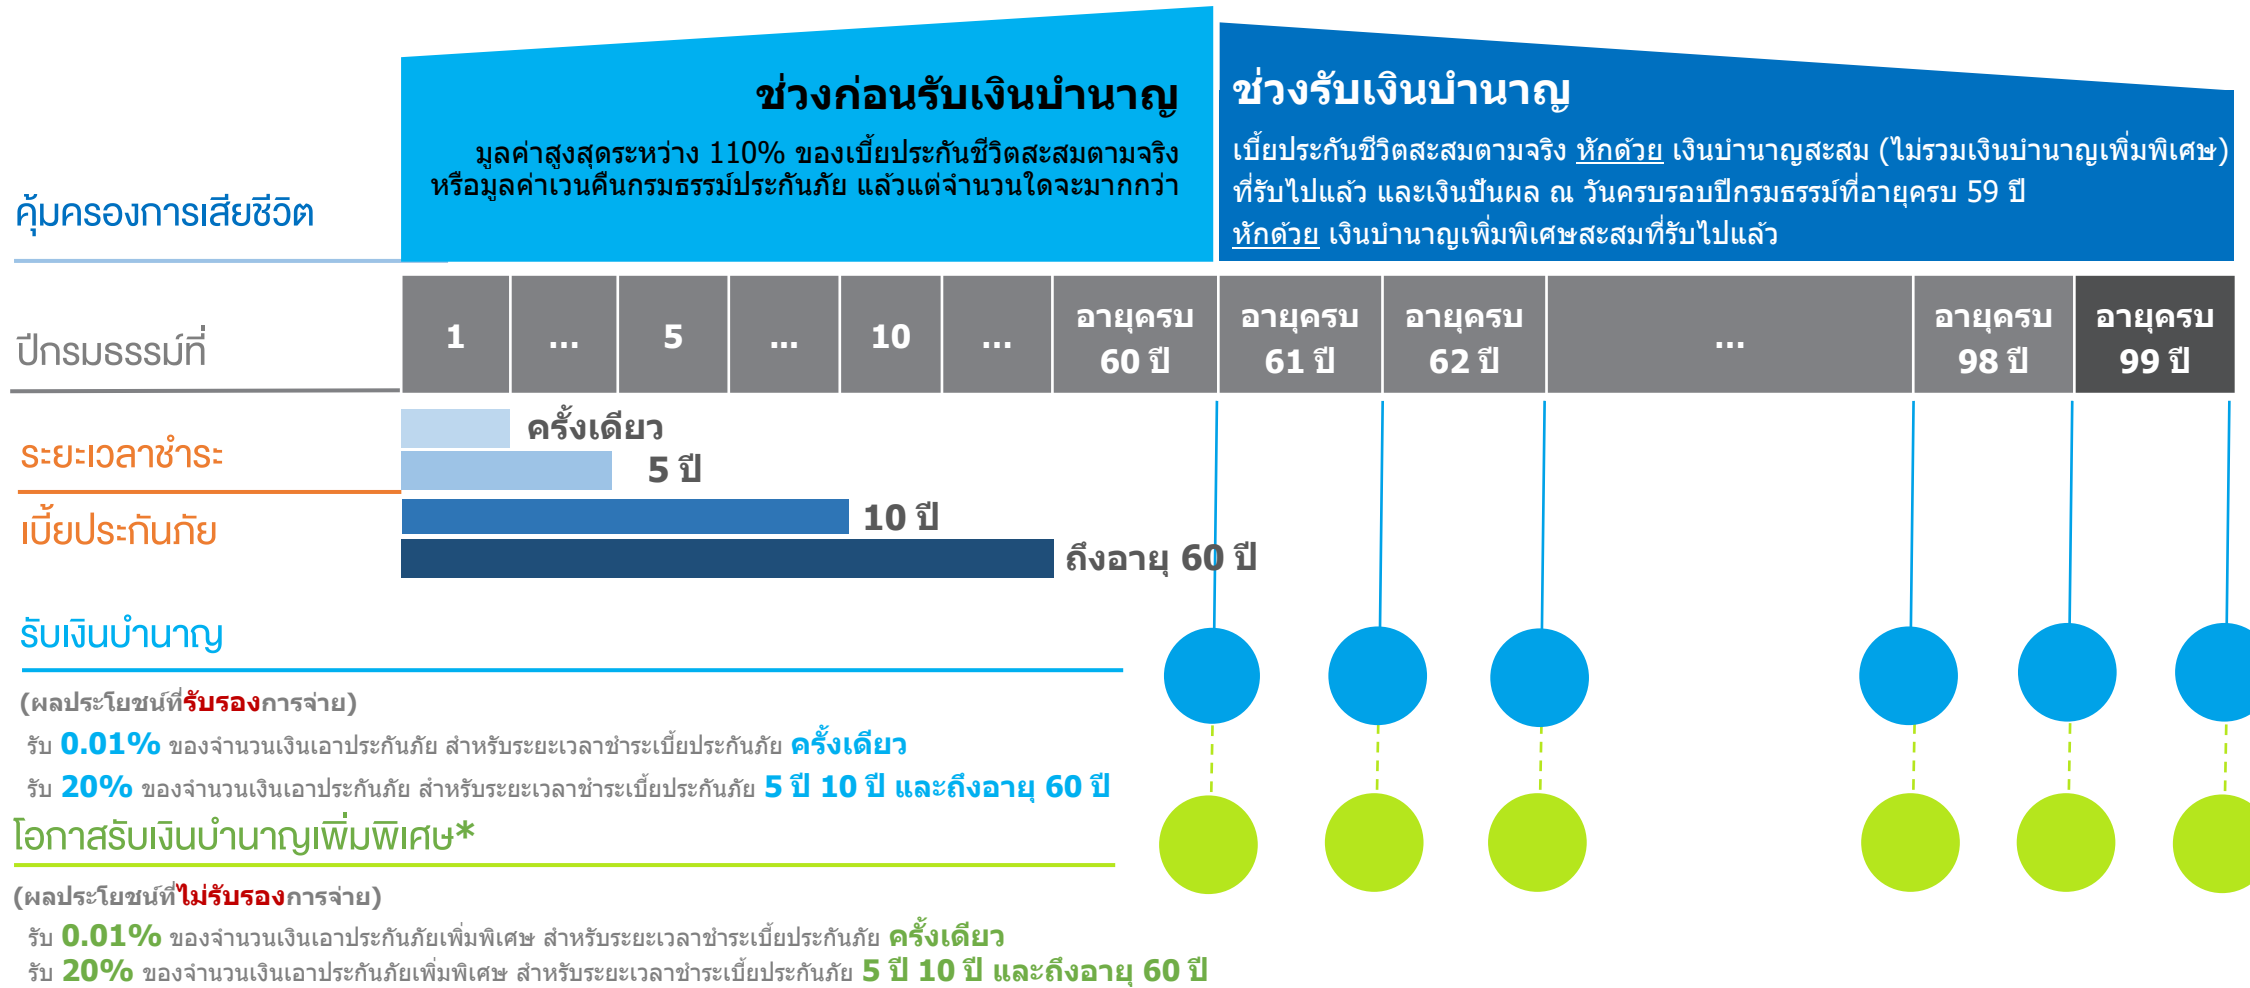 ช่วงก่อนรับเงินบำนาญ
มูลค่าสูงสุดระหว่าง 110% ของเบี้ยประกันชีวิตสะสมตามจริง
หรือมูลค่าเวนคืนกรมธรรม์ประกันภัย แล้วแต่จำนวนใดจะมากกว่า
ช่วงรับเงินบำนาญ
เบี้ยประกันชีวิตสะสมตามจริง หักด้วย เงินบำนาญสะสม (ไม่รวมเงินบำนาญเพิ่มพิเศษ)
ที่รับไปแล้ว และเงินปันผล ณ วันครบรอบปีกรมธรรม์ที่อายุครบ 59 ปี
หักด้วย เงินบำนาญเพิ่มพิเศษสะสมที่รับไปแล้ว
คุ้มครองการเสียชีวิต
ปีกรมธรรม์ที่
1
...
5
...
10
...
อายุครบ
60 ปี
อายุครบ
61 ปี
อายุครบ
62 ปี
...
อายุครบ
98 ปี
อายุครบ
99 ปี
ระยะเวลาชำระ
เบี้ยประกันภัย
ครั้งเดียว
5 ปี
10 ปี
ถึงอายุ 60 ปี
รับเงินบำนาญ
(ผลประโยชน์ที่รับรองการจ่าย)
รับ 0.01% ของจำนวนเงินเอาประกันภัย สำหรับระยะเวลาชำระเบี้ยประกันภัย ครั้งเดียว
รับ 20% ของจำนวนเงินเอาประกันภัย สำหรับระยะเวลาชำระเบี้ยประกันภัย 5 ปี 10 ปี และถึงอายุ 60 ปี
โอกาสรับเงินบำนาญเพิ่มพิเศษ*
(ผลประโยชน์ที่ไม่รับรองการจ่าย)
รับ 0.01% ของจำนวนเงินเอาประกันภัยเพิ่มพิเศษ สำหรับระยะเวลาชำระเบี้ยประกันภัย ครั้งเดียว
รับ 20% ของจำนวนเงินเอาประกันภัยเพิ่มพิเศษ สำหรับระยะเวลาชำระเบี้ยประกันภัย 5 ปี 10 ปี และถึงอายุ 60 ปี